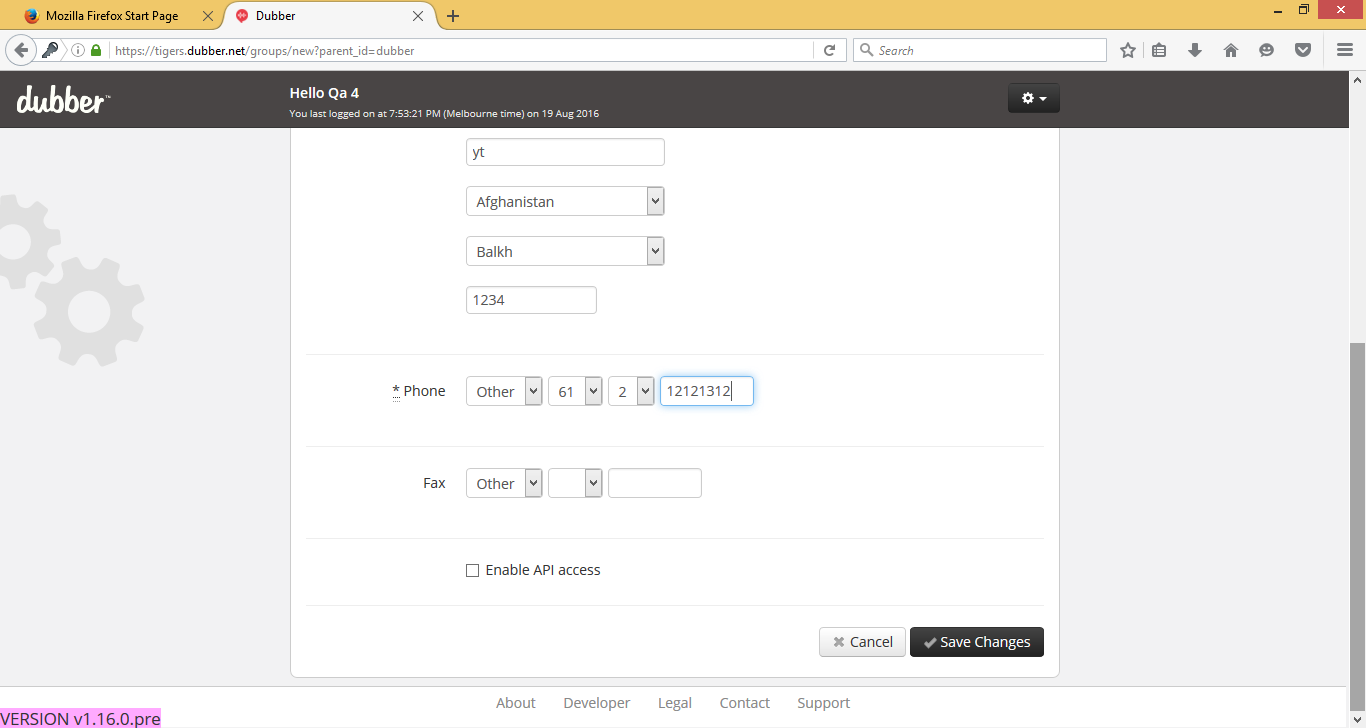 Mozilla Firefox Start Page
Dubber
https://tigers.dubber.net/groups/new?parent_id=dubber
Search
dubber™
Hello Qa 4
You last logged on at 7:53:21 PM (Melbourne time) on 19 Aug 2016
yt
Afghanistan
Balkh
1234
* Phone Other 61 2 12121312
Fax Other
Enable API access
Cancel Save Changes
About Developer Legal Contact Support
VERSION v1.16.0.pre